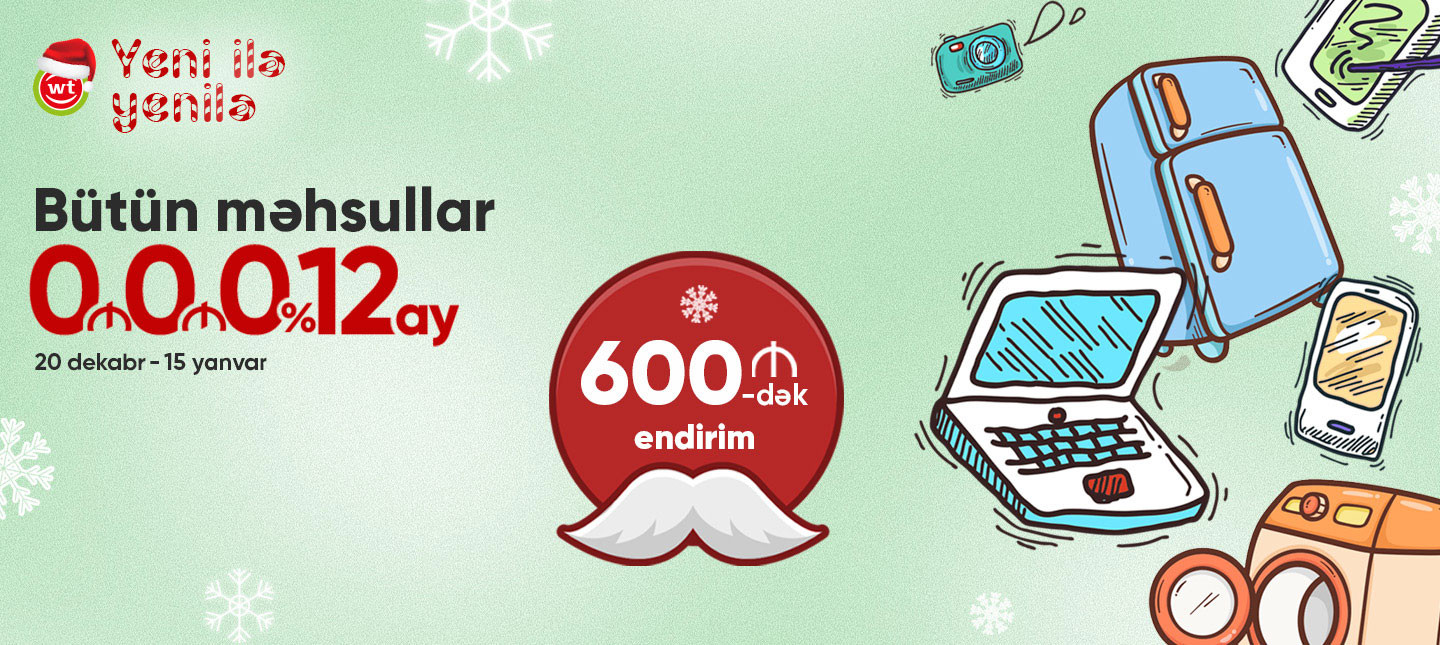 wt
Yeni ilə
yenilə
Bütün məhsullar
0₼0₼0%12ay
20 dekabr - 15 yanvar
600₼
-dək
endirim